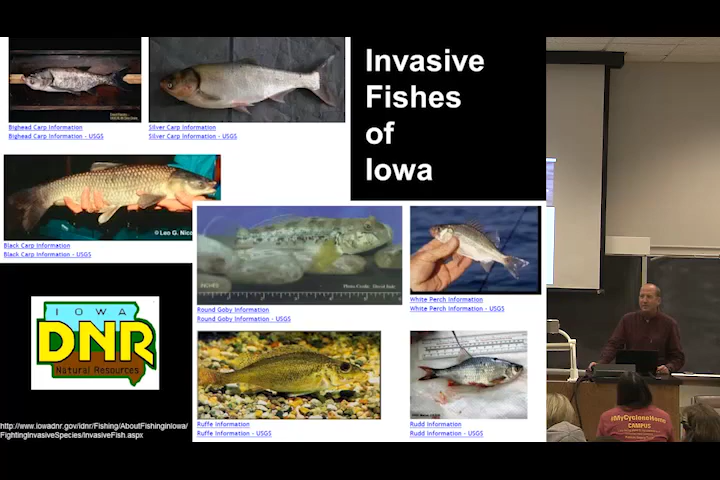 Invasive
Fishes
of
Iowa
Bighead Carp Information
Bighead Carp Information - USGS
Silver Carp Information
Silver Carp Information - USGS
© Leo G. Nico
Black Carp Information
Black Carp Information - USGS
Round Goby Information
Round Goby Information - USGS
White Perch Information
White Perch Information - USGS
IOWA
DNR
Natural Resources
Ruffe Information
Ruffe Information - USGS
Rudd Information
Rudd Information - USGS
http://www.iowadnr.gov/idnr/Fishing/AboutFishinginIowa/
FightingInvasiveSpecies/InvasiveFish.aspx
#MyCycloneHome
CAMPUS